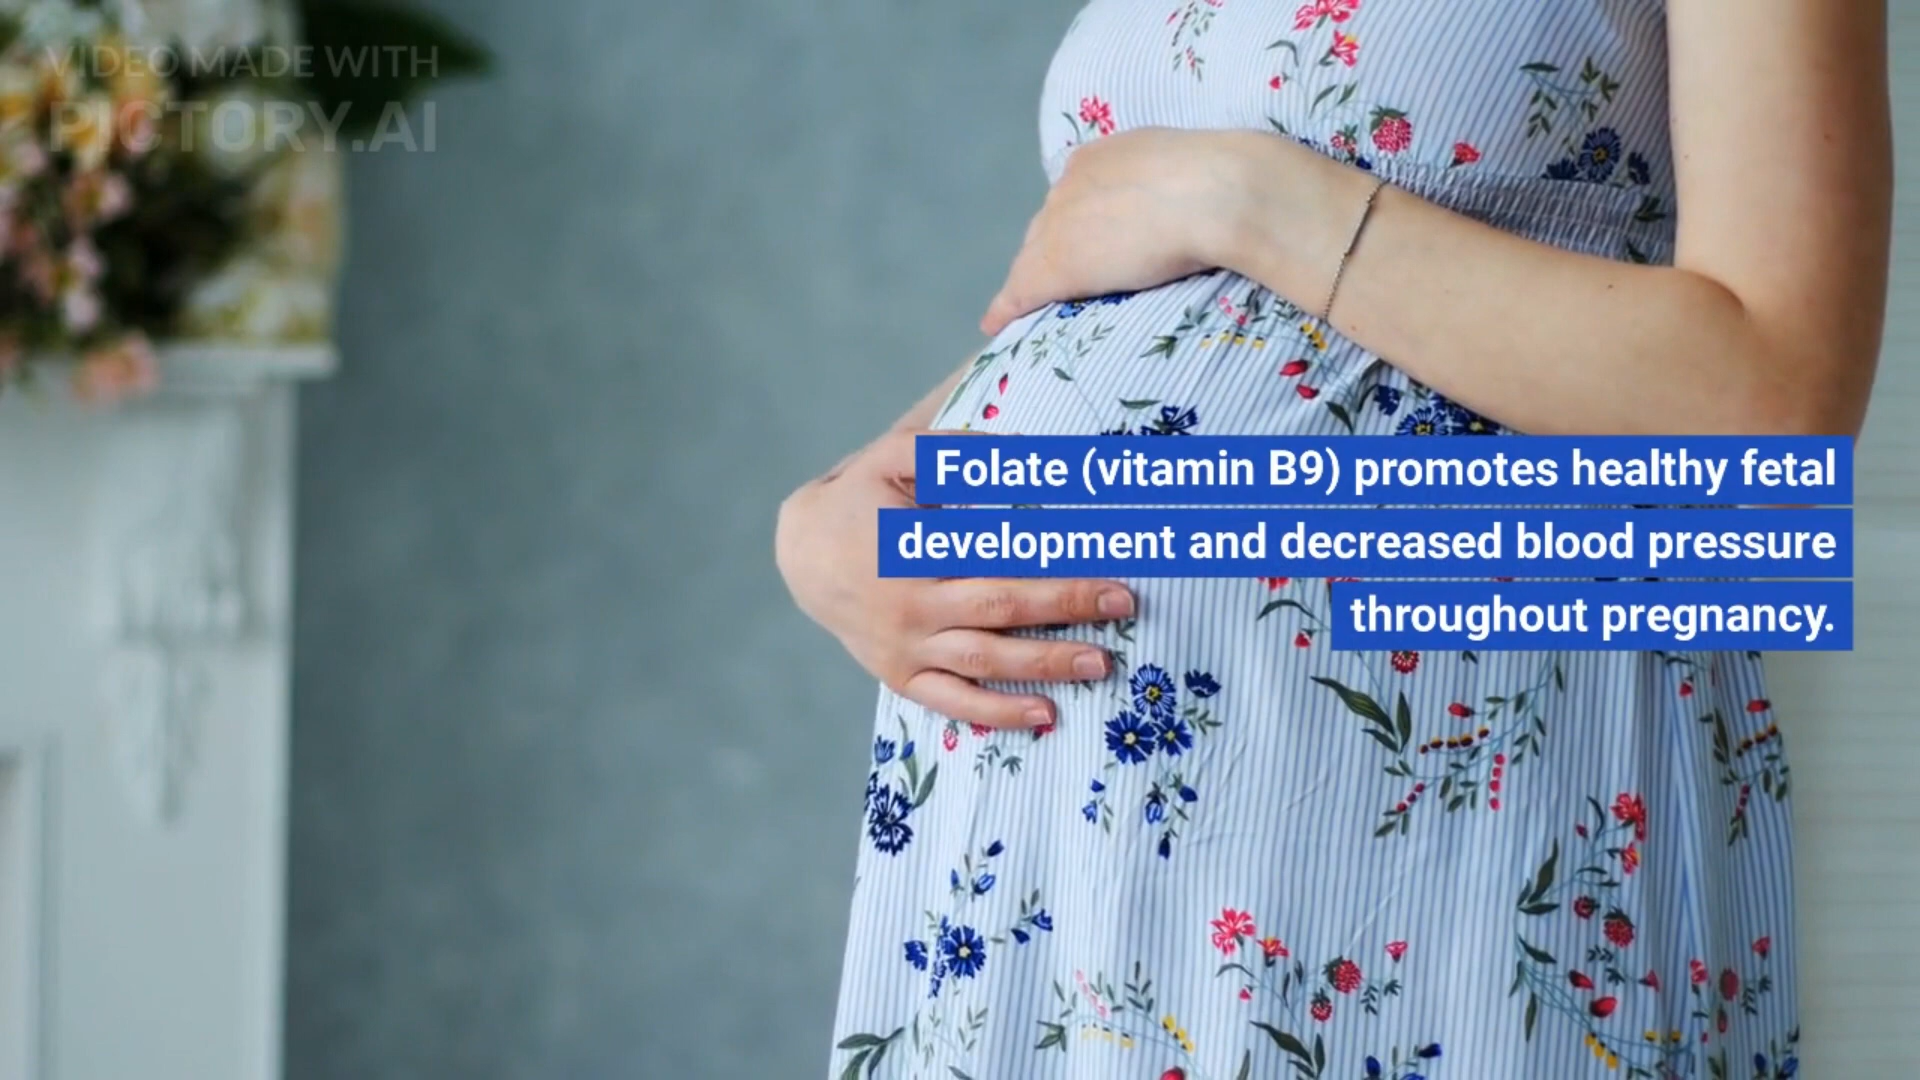 VIDEO MADE WITH
PICTORY.AI
Folate (vitamin B9) promotes healthy fetal
development and decreased blood pressure
throughout pregnancy.